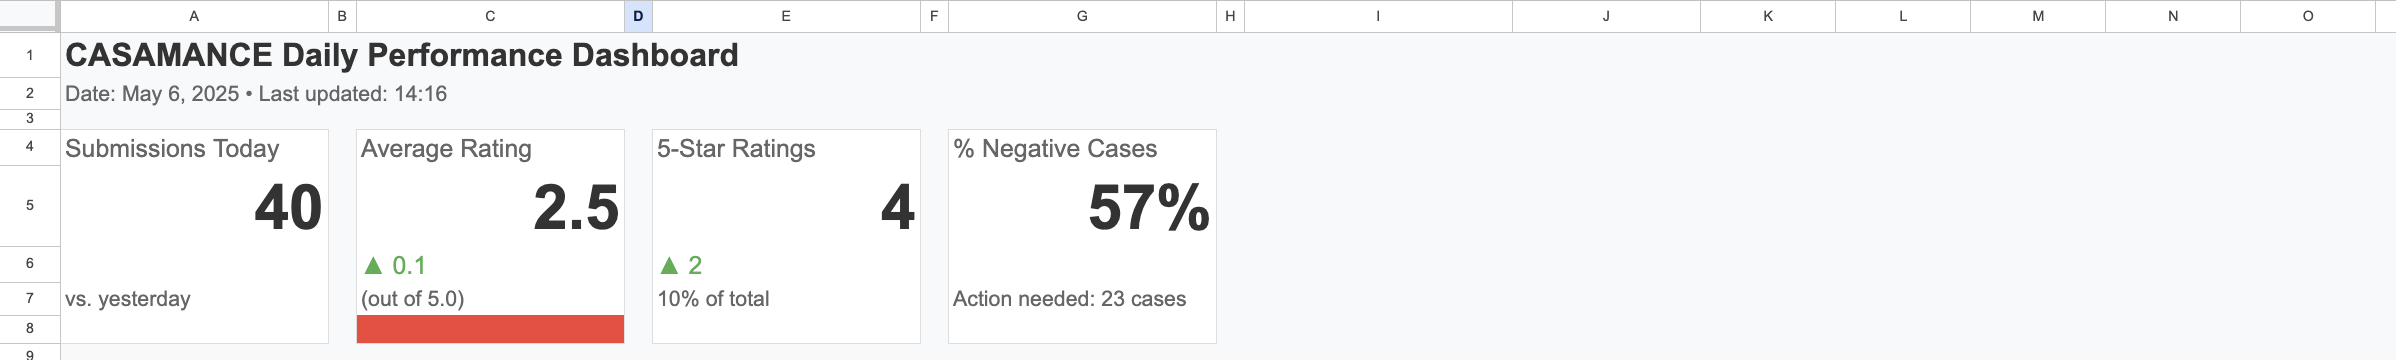 A B C D E F G H I J K L M N O
1 CASAMANCE Daily Performance Dashboard
2 Date: May 6, 2025 • Last updated: 14:16
3
4 Submissions Today Average Rating 5-Star Ratings % Negative Cases
5 40 2.5 4 57%
6 ▲ 0.1 ▲ 2
7 vs. yesterday (out of 5.0) 10% of total Action needed: 23 cases
8
9